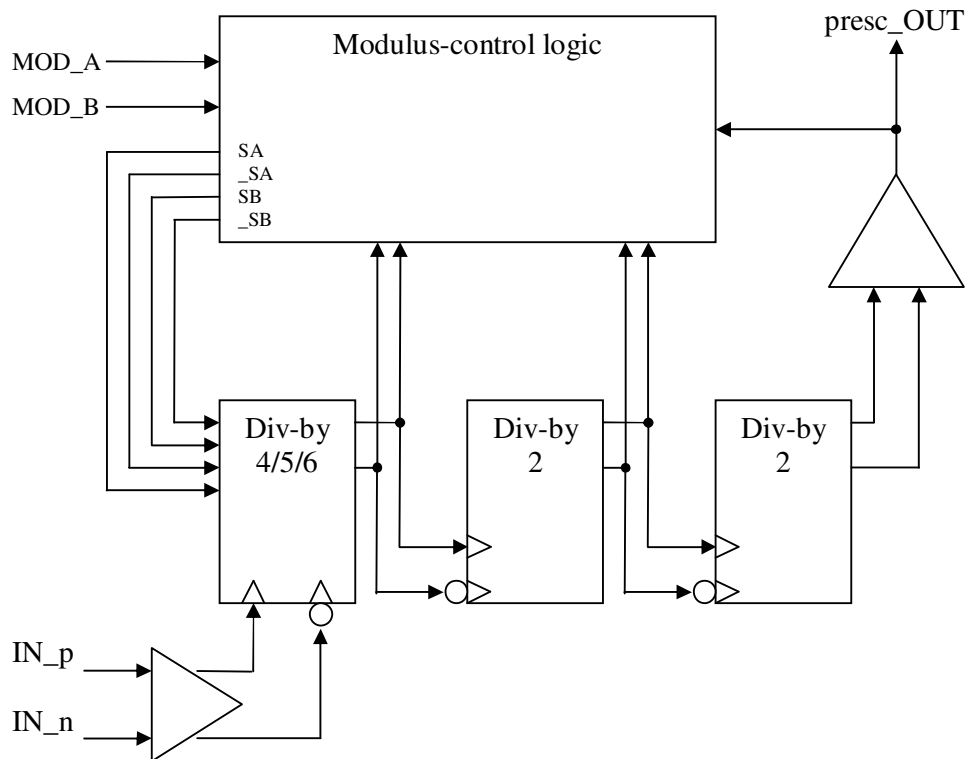 presc_OUT
Modulus-control logic
MOD_A
MOD_B
SA
_SA
SB
_SB
Div-by
4/5/6
Div-by
2
Div-by
2
IN_p
IN_n